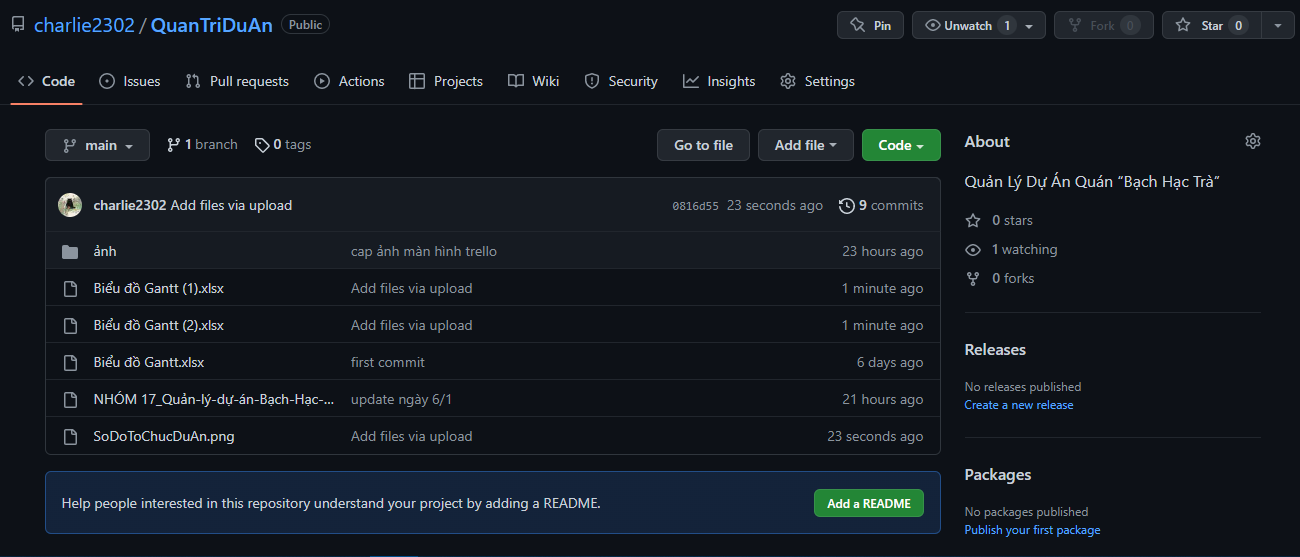 charlie2302 / QuanTriDuAn Public
Pin Unwatch 1 Fork 0 Star 0
Code Issues Pull requests Actions Projects Wiki Security Insights Settings
main 1 branch 0 tags Go to file Add file Code
charlie2302 Add files via upload 0816d55 23 seconds ago 9 commits
ảnh cap ảnh màn hình trello 23 hours ago
Biểu đồ Gantt (1).xlsx Add files via upload 1 minute ago
Biểu đồ Gantt (2).xlsx Add files via upload 1 minute ago
Biểu đồ Gantt.xlsx first commit 6 days ago
NHÓM 17_Quản-lý-dự-án-Bạch-Hạc-... update ngày 6/1 21 hours ago
SoDoToChucDuAn.png Add files via upload 23 seconds ago
Help people interested in this repository understand your project by adding a README. Add a README
About
Quản Lý Dự Án Quán “Bạch Hạc Trà”
0 stars
1 watching
0 forks
Releases
No releases published
Create a new release
Packages
No packages published
Publish your first package